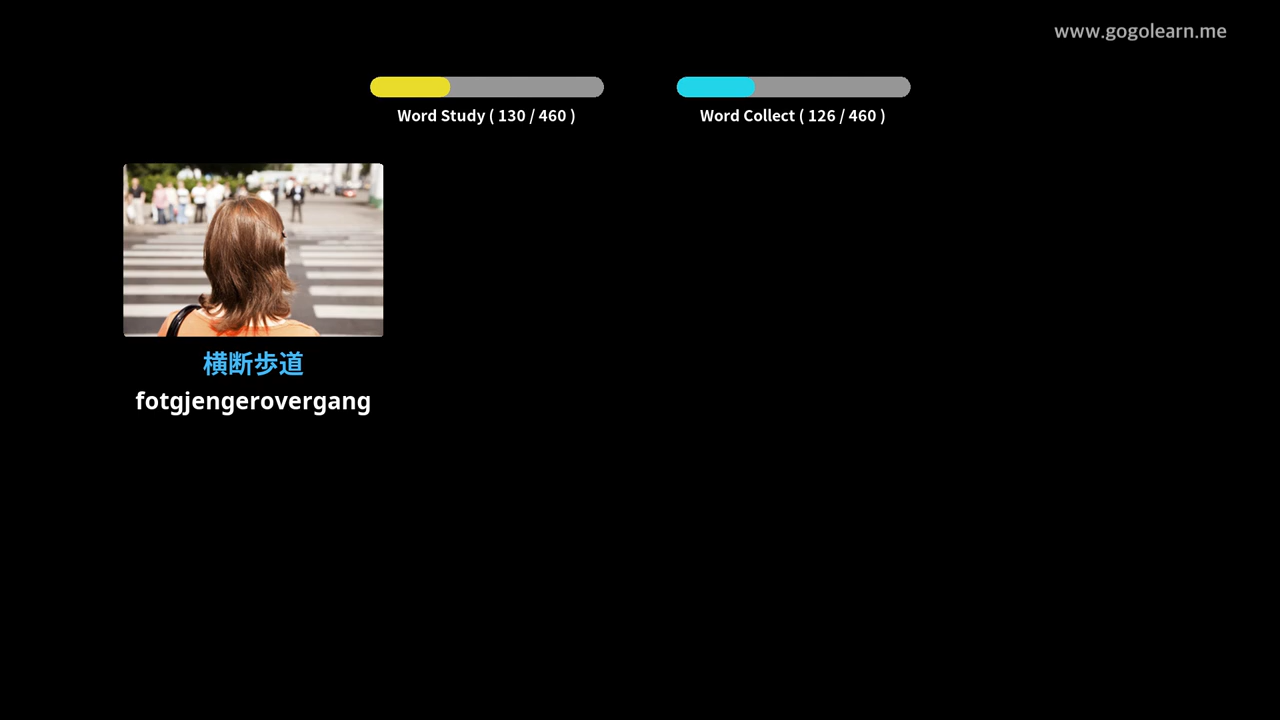 www.gogolearn.me
Word Study ( 130 / 460 )
Word Collect ( 126 / 460 )
横断歩道
fotgjengerovergang